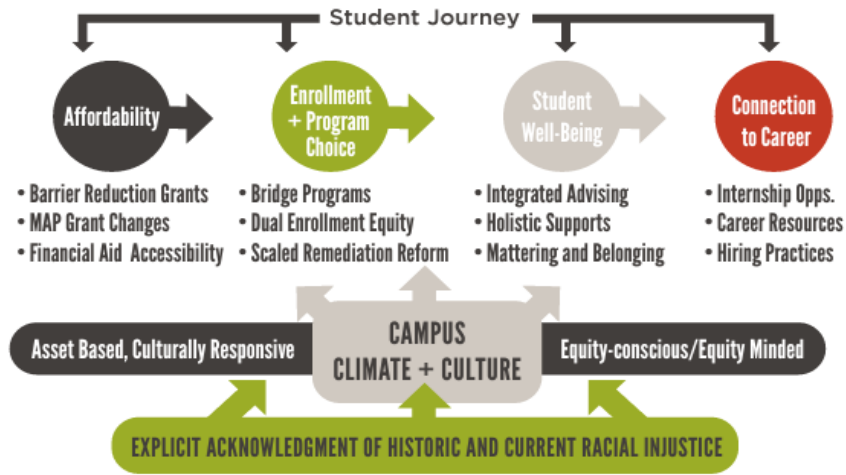 Student Journey
Affordability
Enrollment
+ Program
Choice
Student
Well-Being
Connection
to Career
• Barrier Reduction Grants
• MAP Grant Changes
• Financial Aid Accessibility
• Bridge Programs
• Dual Enrollment Equity
• Scaled Remediation Reform
• Integrated Advising
• Holistic Supports
• Mattering and Belonging
• Internship Opps.
• Career Resources
• Hiring Practices
Asset Based, Culturally Responsive
CAMPUS
CLIMATE + CULTURE
Equity-conscious/Equity Minded
EXPLICIT ACKNOWLEDGMENT OF HISTORIC AND CURRENT RACIAL INJUSTICE